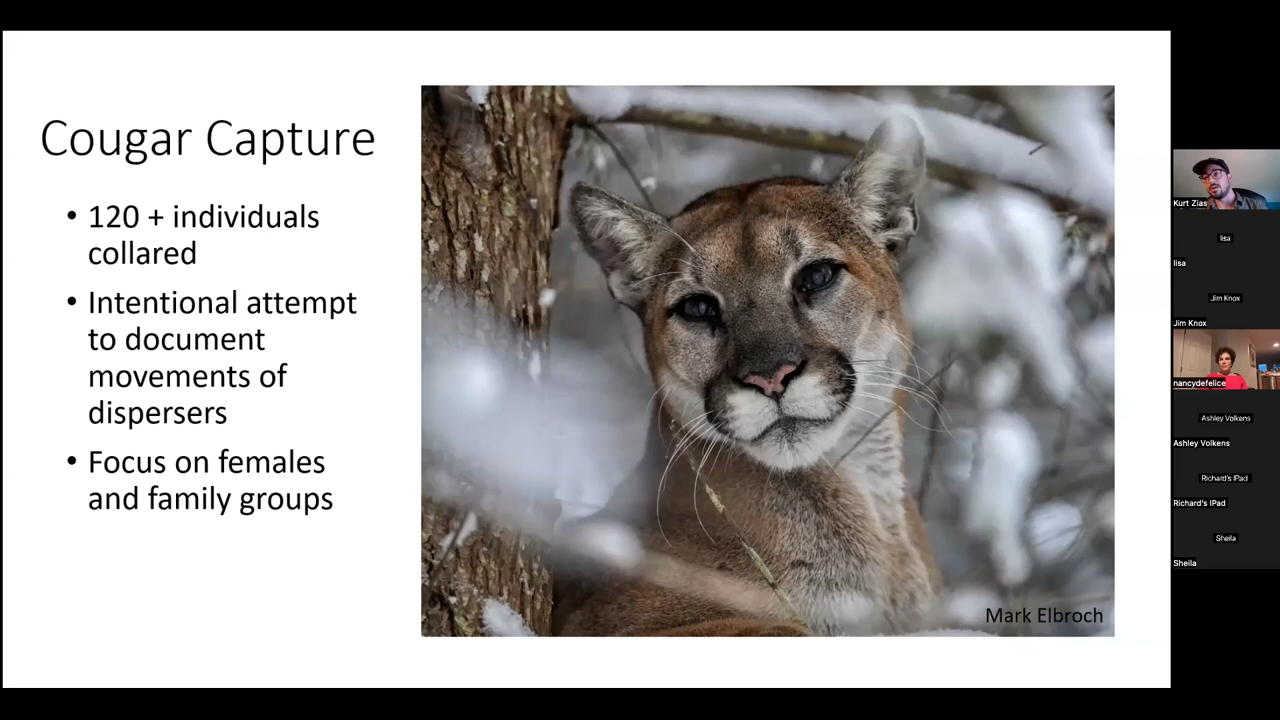 Cougar Capture
• 120 + individuals
collared
• Intentional attempt
to document
movements of
dispersers
• Focus on females
and family groups
Mark Elbroch
Kurt Zias
lisa
lisa
Jim Knox
Jim Knox
nancydefelice
Ashley Volkens
Ashley Volkens
Richard's iPad
Richard's iPad
Sheila
Sheila